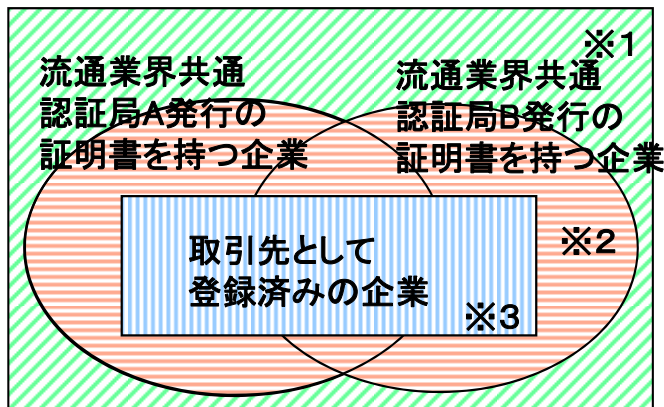 ※1
流通業界共通
認証局A発行の
証明書を持つ企業
流通業界共通
認証局B発行の
証明書を持つ企業
※2
取引先として
登録済みの企業
※3